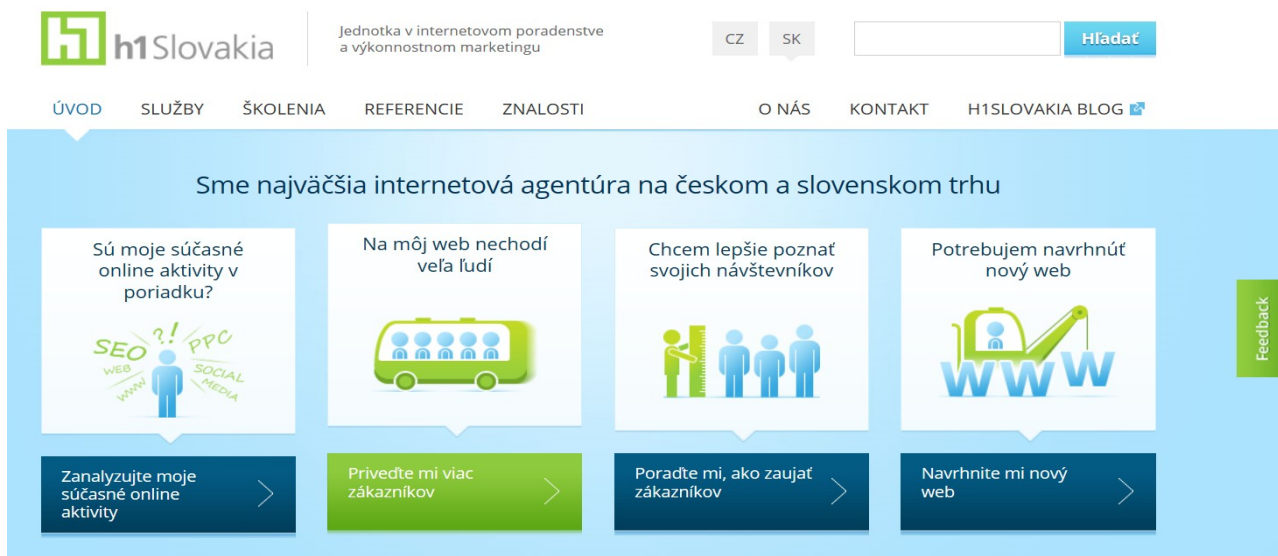 h1 h1Slovakia
Jednotka v internetovom poradenstve
a výkonnostnom marketingu
CZ SK
Hľadať
ÚVOD SLUŽBY ŠKOLENIA REFERENCIE ZNALOSTI O NÁS KONTAKT H1SLOVAKIA BLOG
Sme najväčšia internetová agentúra na českom a slovenskom trhu
Sú moje súčasné
online aktivity v
poriadku?
SEO ?! PPC
WEB SOCIAL
WWW MEDIA
Zanalyzujte moje
súčasné online
aktivity
Na môj web nechodí
veľa ľudí
Priveďte mi viac
zákazníkov
Chcem lepšie poznať
svojich návštevníkov
Poraďte mi, ako zaujať
zákazníkov
Potrebujem navrhnúť
nový web
WWW
Navrhnite mi nový
web
Feedback